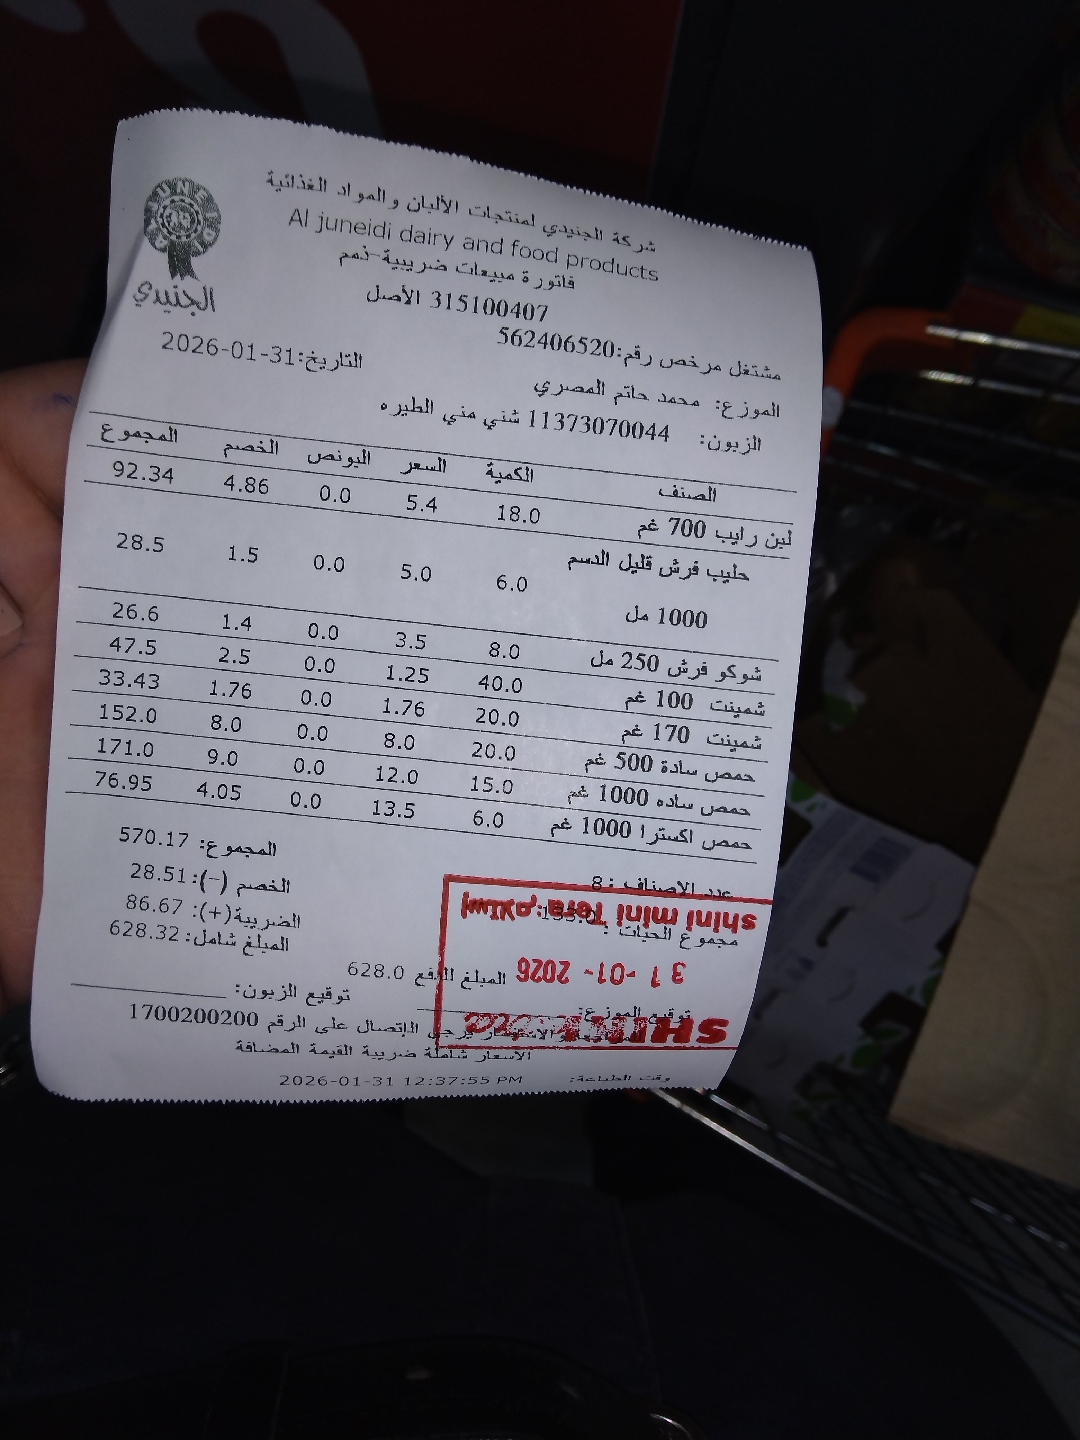 شركة الجنيدي لمنتجات الألبان والمواد الغذائية
Al juneidi dairy and food products
JUNEIDI
الجنيدي
فاتورة مبيعات ضريبية-ذمم
315100407 الأصل
مشتغل مرخص رقم:562406520
التاريخ:2026-01-31
الموزع: محمد حاتم المصري
الزبون: 11373070044 شني مني الطيره
الصنف الكمية السعر البونص الخصم المجموع
لبن رايب 700 غم 18.0 5.4 0.0 4.86 92.34
حليب فرش قليل الدسم 6.0 5.0 0.0 1.5 28.5
1000 مل
شوكو فرش 250 مل 8.0 3.5 0.0 1.4 26.6
شمينت 100 غم 40.0 1.25 0.0 2.5 47.5
شمينت 170 غم 20.0 1.76 0.0 1.76 33.43
حمص سادة 500 غم 20.0 8.0 0.0 8.0 152.0
حمص ساده 1000 غم 15.0 12.0 0.0 9.0 171.0
حمص اكسترا 1000 غم 6.0 13.5 0.0 4.05 76.95
المجموع: 570.17
الخصم (-): 28.51
الضريبة(+): 86.67
المبلغ شامل: 628.32
عدد الاصناف : 8
مجموع الحبات :
shini mini Tera استلام
31-01-2026
المبلغ للدفع 628.0
توقيع الموزع:
توقيع الزبون:
يرجى الإتصال على الرقم 1700200200
الأسعار شاملة ضريبة القيمة المضافة
وقت الطباعة: 2026-01-31 12:37:55 PM